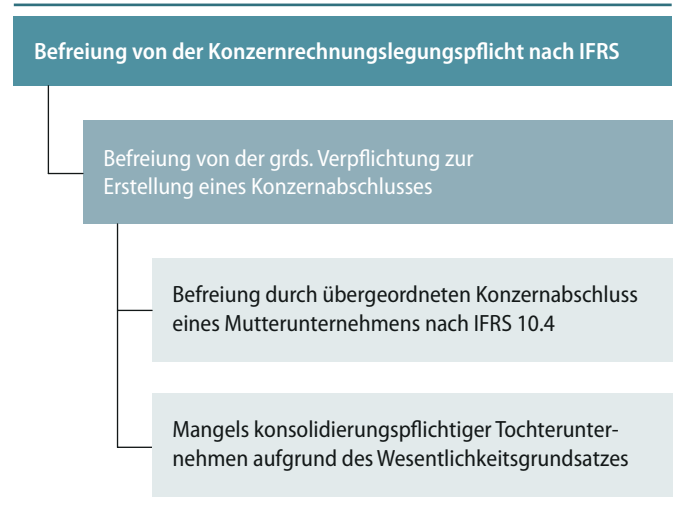 Befreiung von der Konzernrechnungslegungspflicht nach IFRS
Befreiung von der grds. Verpflichtung zur
Erstellung eines Konzernabschlusses
Befreiung durch übergeordneten Konzernabschluss
eines Mutterunternehmens nach IFRS 10.4
Mangels konsolidierungspflichtiger Tochterunter-
nehmen aufgrund des Wesentlichkeitsgrundsatzes